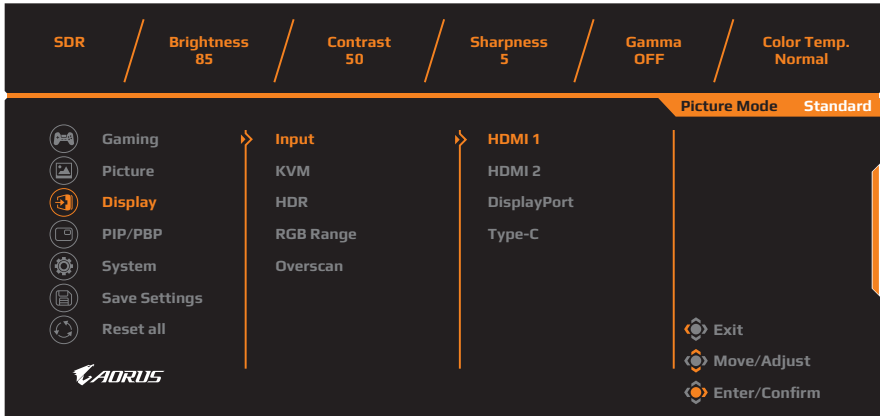 SDR
Brightness
85
Contrast
50
Sharpness
5
Gamma
OFF
Color Temp.
Normal
Picture Mode Standard
Gaming
Picture
Display
PIP/PBP
System
Save Settings
Reset all
Input
KVM
HDR
RGB Range
Overscan
HDMI 1
HDMI 2
DisplayPort
Type-C
Exit
Move/Adjust
Enter/Confirm
AORUS